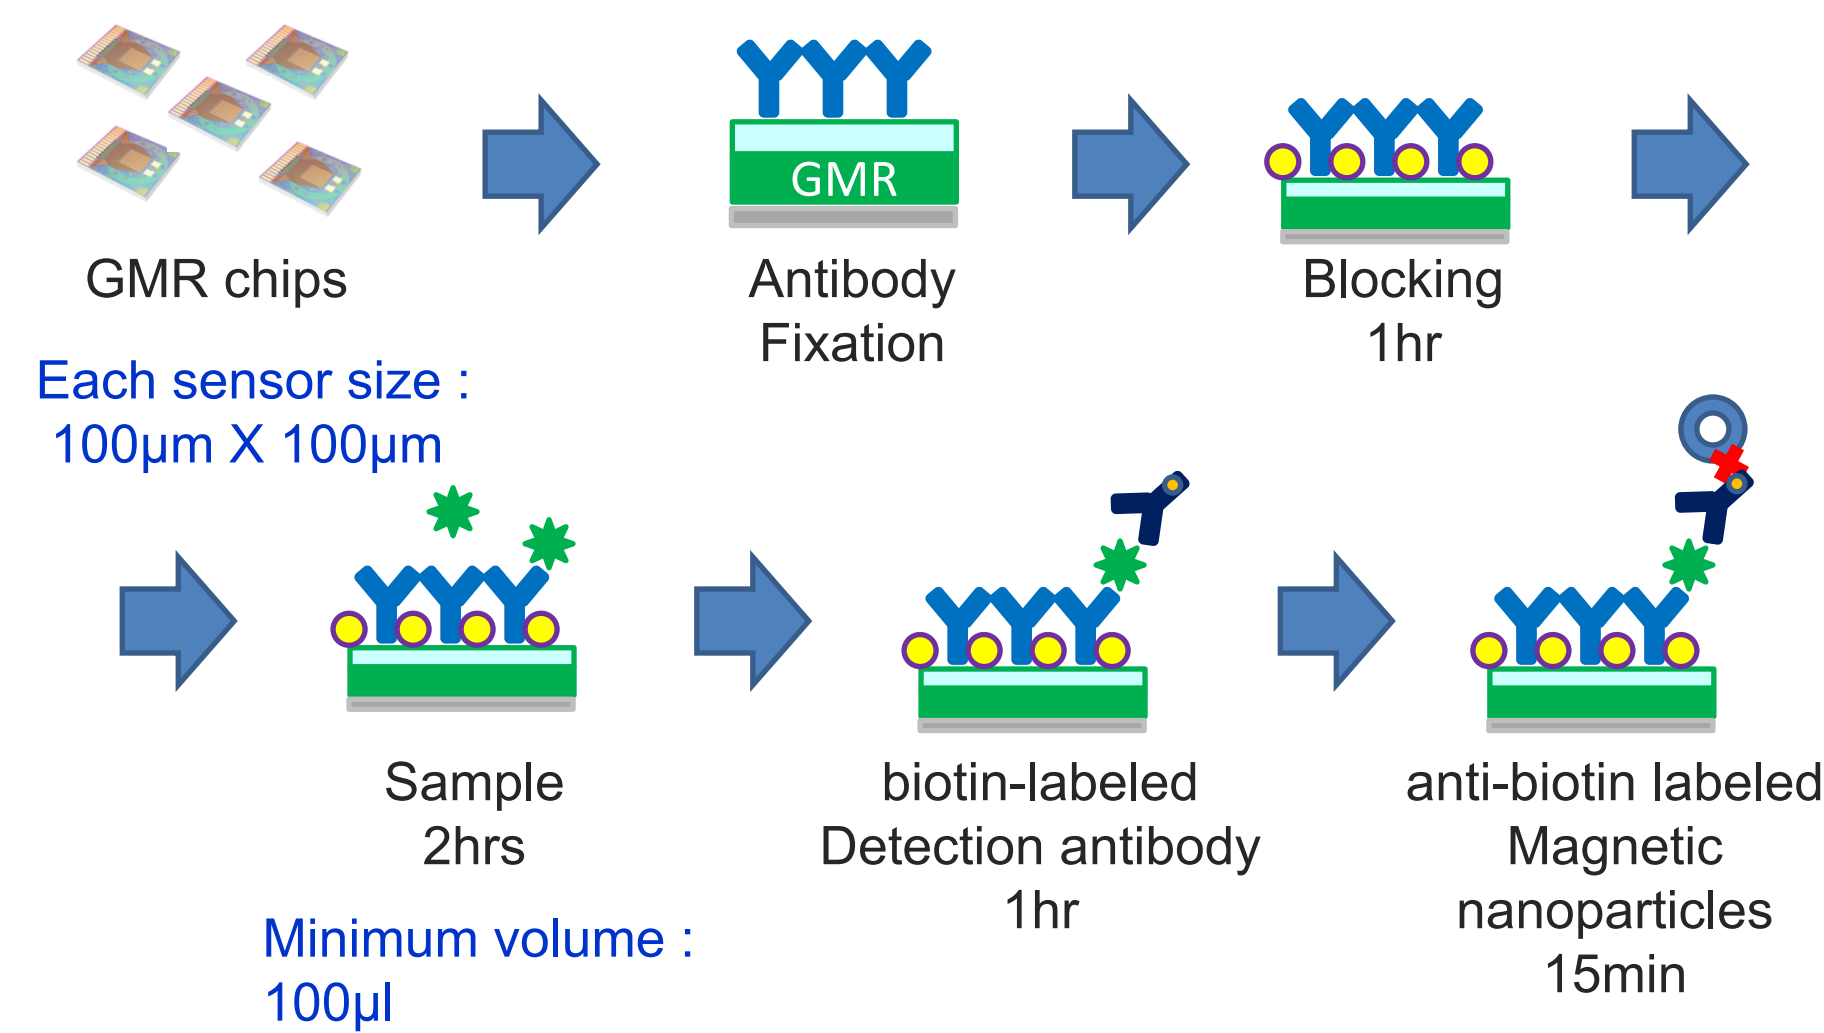 GMR
GMR chips
Antibody
Fixation
Blocking
1hr
Each sensor size :
100µm X 100µm
Sample
2hrs
biotin-labeled
Detection antibody
1hr
anti-biotin labeled
Magnetic
nanoparticles
15min
Minimum volume :
100µl